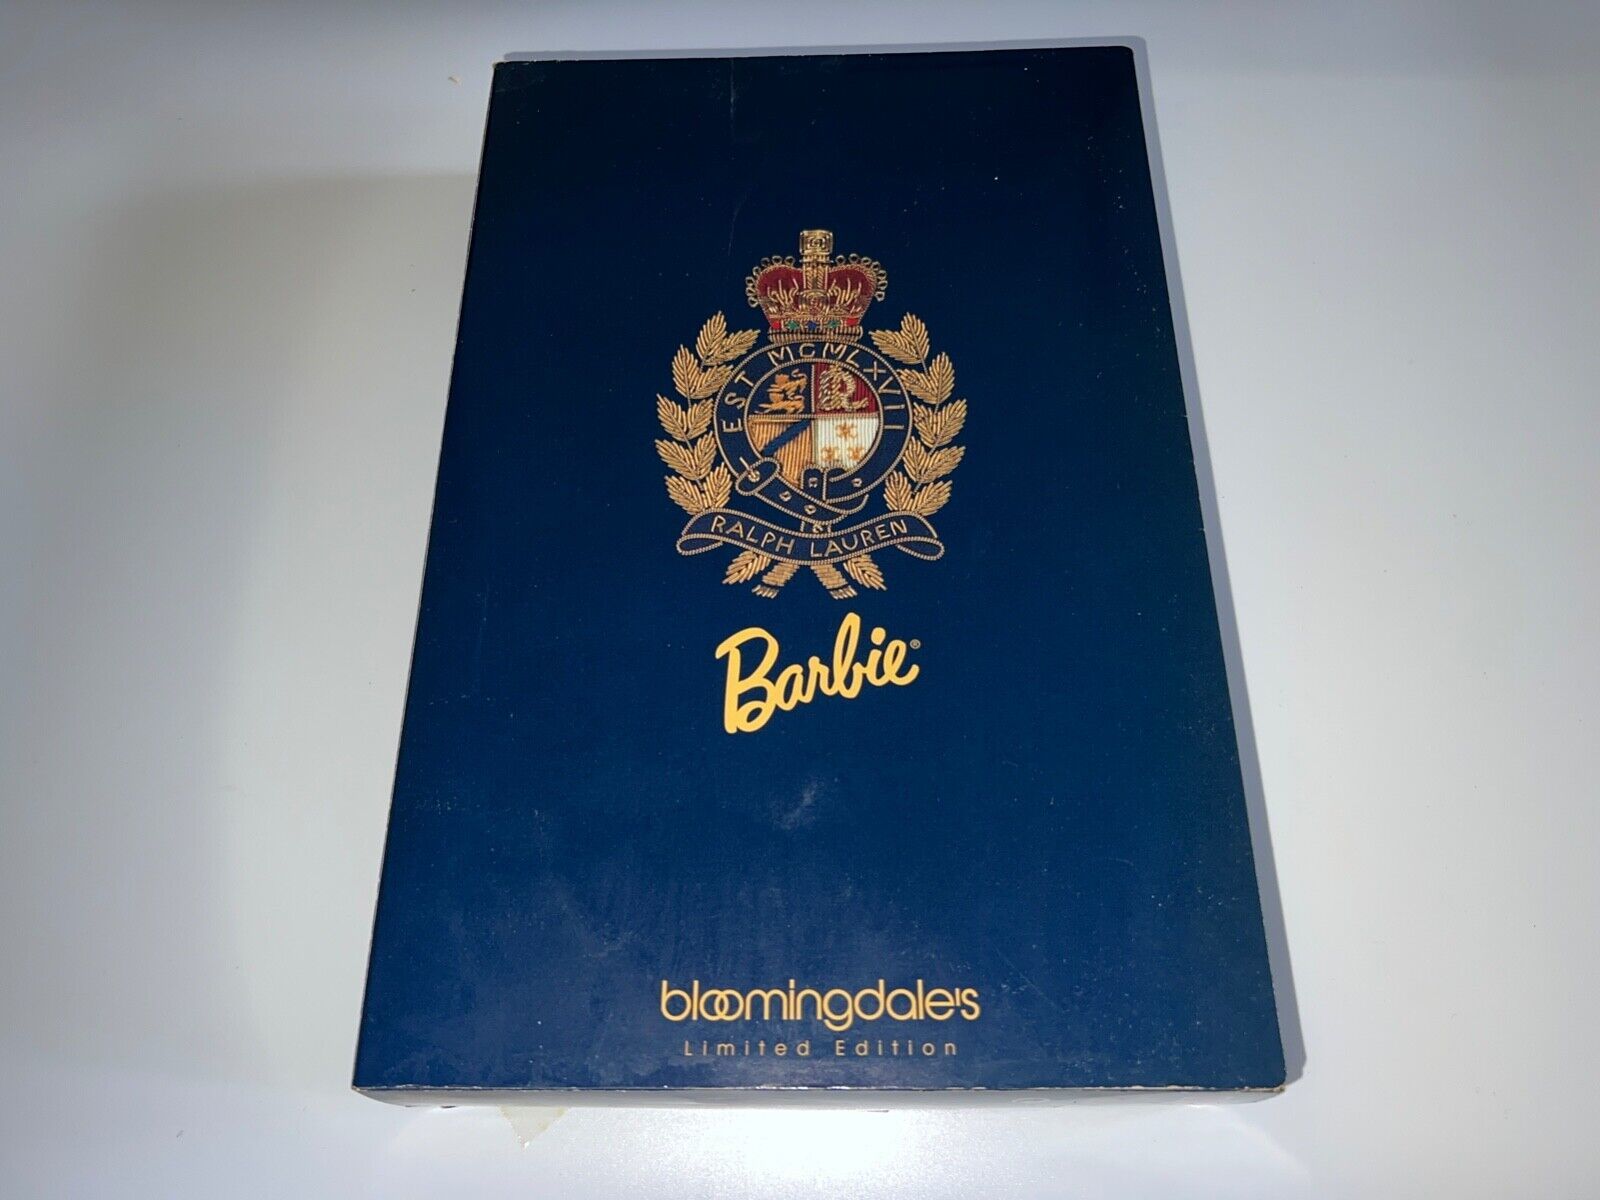 EST MCMLXVII
RALPH LAUREN
Barbie®
bloomingdale's
Limited Edition